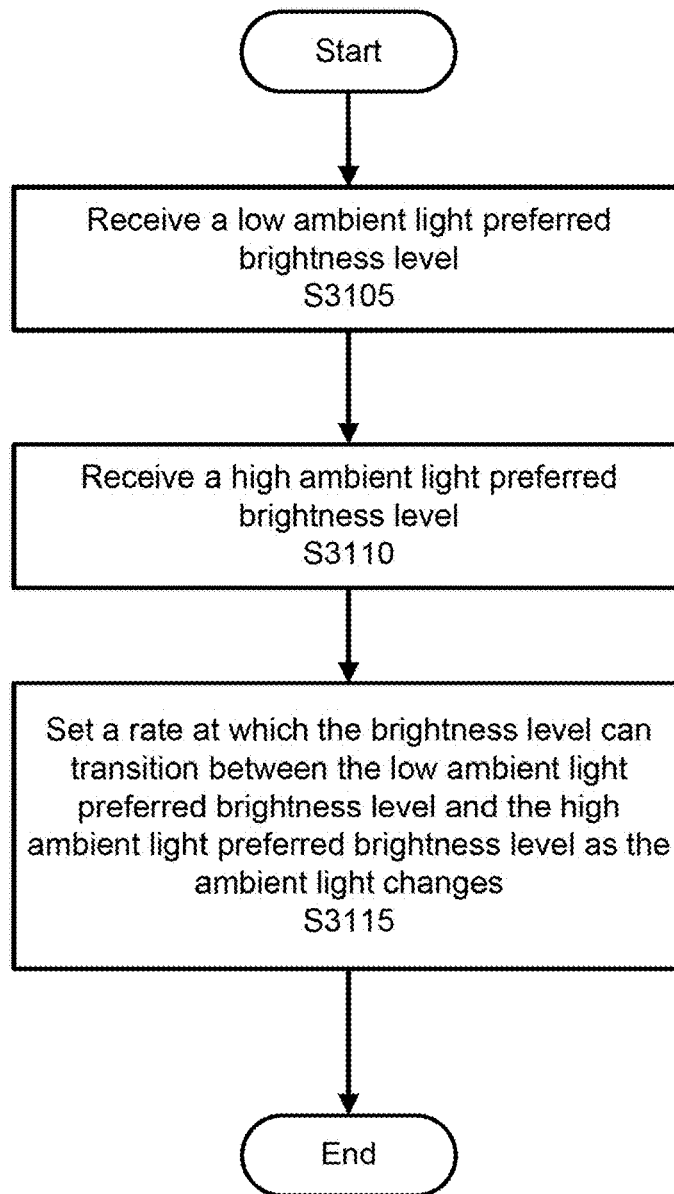 Start
Receive a low ambient light preferred
brightness level
S3105
Receive a high ambient light preferred
brightness level
S3110
Set a rate at which the brightness level can
transition between the low ambient light
preferred brightness level and the high
ambient light preferred brightness level as the
ambient light changes
S3115
End